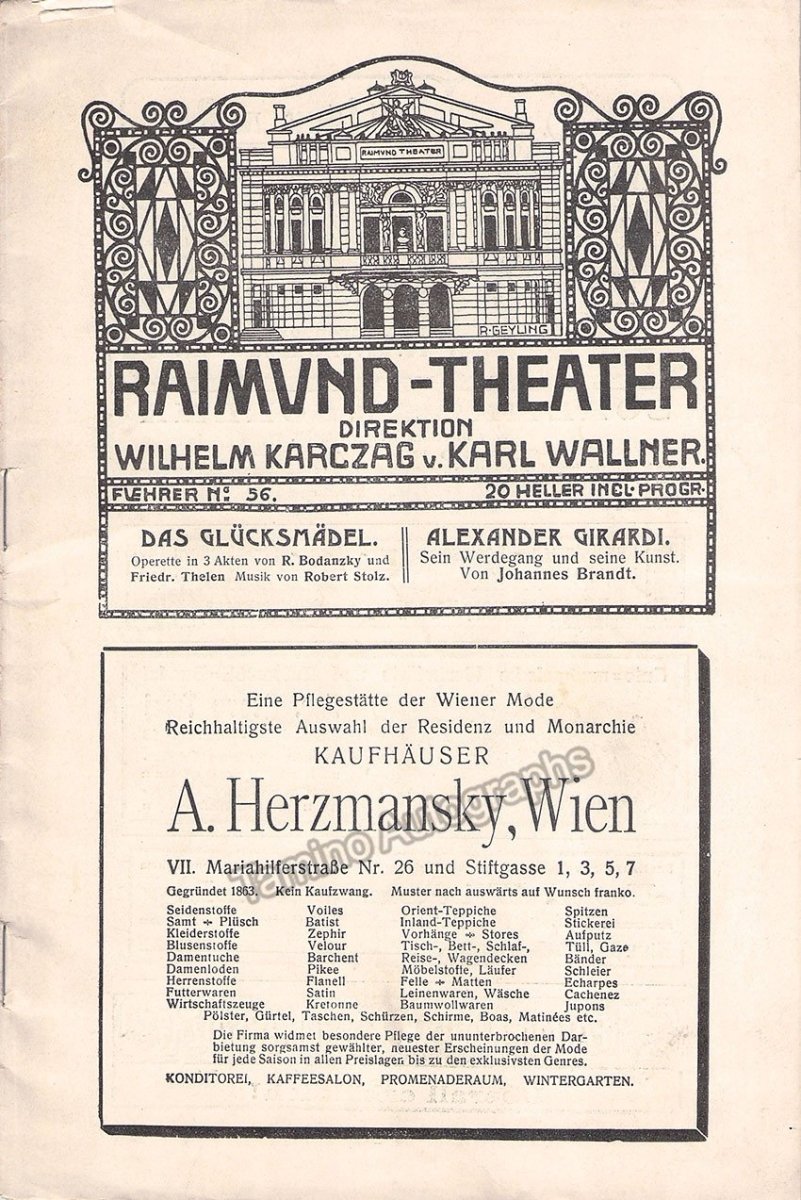 RAIMVND THEATER
R·GEYLING
RAIMVND-THEATER
DIREKTION
WILHELM KARCZAG v. KARL WALLNER.
FUEHRER No 56.
20 HELLER INCL·PROGR·
DAS GLÜCKSMÄDEL.
Operette in 3 Akten von R. Bodanzky und
Friedr. Thelen Musik von Robert Stolz.
ALEXANDER GIRARDI.
Sein Werdegang und seine Kunst.
Von Johannes Brandt.
Eine Pflegestätte der Wiener Mode
Reichhaltigste Auswahl der Residenz und Monarchie
KAUFHÄUSER
A. Herzmansky, Wien
Tamino Autographs
VII. Mariahilferstraße Nr. 26 und Stiftgasse 1, 3, 5, 7
Gegründet 1863. Kein Kaufzwang. Muster nach auswärts auf Wunsch franko.
Seidenstoffe
Samt + Plüsch
Kleiderstoffe
Blusenstoffe
Damentuche
Damenloden
Herrenstoffe
Futterwaren
Wirtschaftszeuge
Voiles
Batist
Zephir
Velour
Barchent
Pikee
Flanell
Satin
Kretonne
Orient-Teppiche
Inland-Teppiche
Vorhänge + Stores
Tisch-, Bett-, Schlaf-,
Reise-, Wagendecken
Möbelstofte, Läufer
Felle + Matten
Leinenwaren, Wäsche
Baumwollwaren
Spitzen
Stickerei
Aufputz
Tüll, Gaze
Bänder
Schleier
Echarpes
Cachenez
Jupons
Pölster, Gürtel, Taschen, Schürzen, Schirme, Boas, Matinées etc.
Die Firma widmet besondere Pflege der ununterbrochenen Dar-
bietung sorgsamst gewählter, neuester Erscheinungen der Mode
für jede Saison in allen Preislagen bis zu den exklusivsten Genres.
KONDITOREI, KAFFEESALON, PROMENADERAUM, WINTERGARTEN.